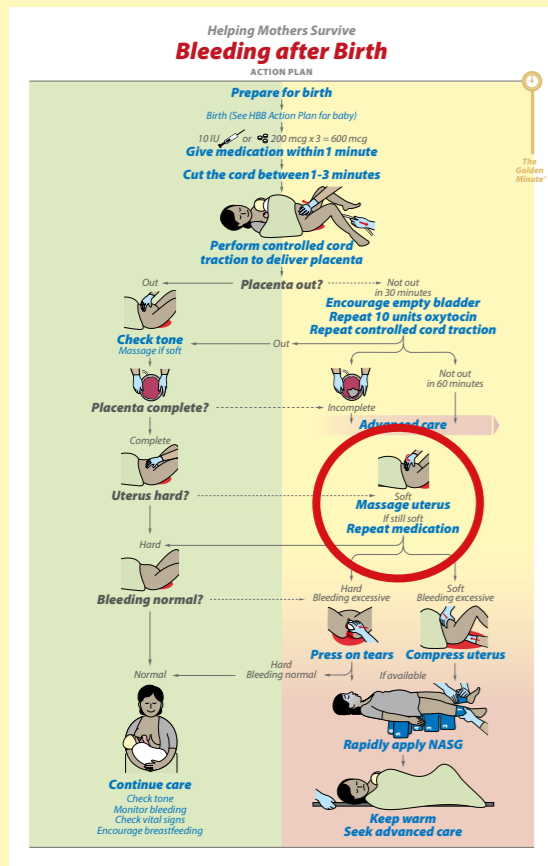 Helping Mothers Survive
Bleeding after Birth
ACTION PLAN
Prepare for birth
Birth (See HBB Action Plan for baby)
10 IU or 200 mcg x 3 = 600 mcg
Give medication within 1 minute
Cut the cord between 1-3 minutes
The
Golden
Minute®
Perform controlled cord
traction to deliver placenta
Out
Placenta out?
Not out
in 30 minutes
Encourage empty bladder
Repeat 10 units oxytocin
Repeat controlled cord traction
Out
Check tone
Massage if soft
Not out
in 60 minutes
Placenta complete?
Incomplete
Advanced care
Complete
Uterus hard?
Soft
Massage uterus
If still soft
Repeat medication
Hard
Bleeding normal?
Hard
Bleeding excessive
Soft
Bleeding excessive
Press on tears
Compress uterus
Normal
Hard
Bleeding normal
If available
5
4
3
2
Rapidly apply NASG
Continue care
Check tone
Monitor bleeding
Check vital signs
Encourage breastfeeding
Keep warm
Seek advanced care